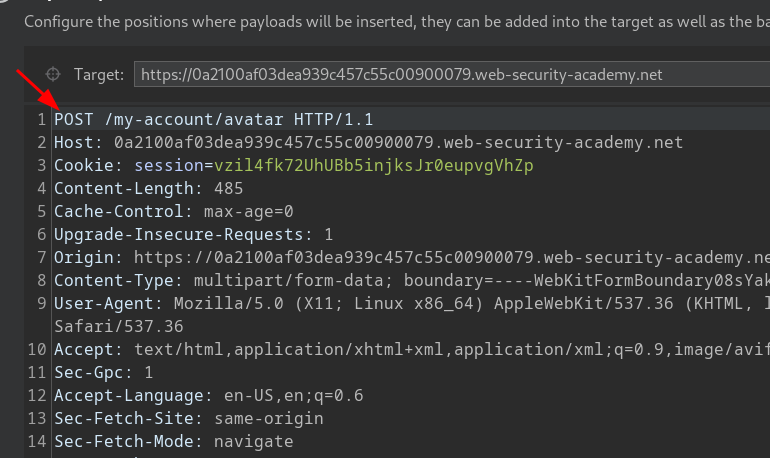 Configure the positions where payloads will be inserted, they can be added into the target as well as the ba
Target: https://0a2100af03dea939c457c55c00900079.web-security-academy.net
1 POST /my-account/avatar HTTP/1.1
2 Host: 0a2100af03dea939c457c55c00900079.web-security-academy.net
3 Cookie: session=vzil4fk72UhUBb5injksJr0eupvgVhZp
4 Content-Length: 485
5 Cache-Control: max-age=0
6 Upgrade-Insecure-Requests: 1
7 Origin: https://0a2100af03dea939c457c55c00900079.web-security-academy.ne
8 Content-Type: multipart/form-data; boundary=----WebKitFormBoundary08sYak
9 User-Agent: Mozilla/5.0 (X11; Linux x86_64) AppleWebKit/537.36 (KHTML, l
Safari/537.36
10 Accept: text/html,application/xhtml+xml,application/xml;q=0.9,image/avif
11 Sec-Gpc: 1
12 Accept-Language: en-US,en;q=0.6
13 Sec-Fetch-Site: same-origin
14 Sec-Fetch-Mode: navigate